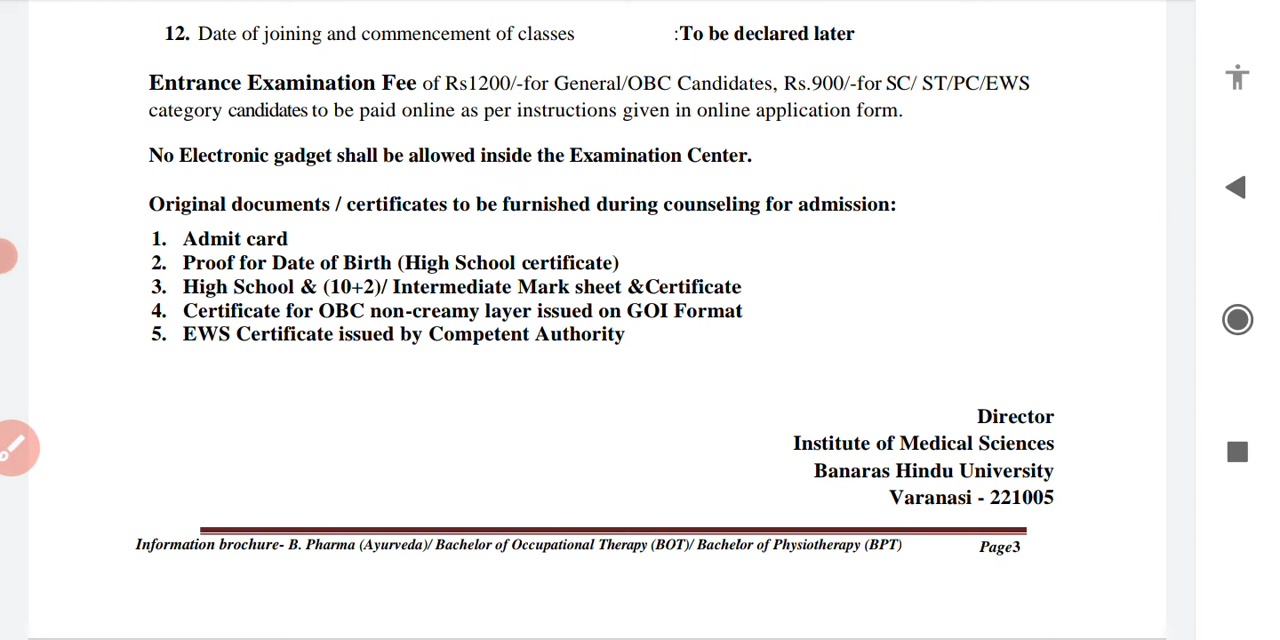 12. Date of joining and commencement of classes :To be declared later
Entrance Examination Fee of Rs1200/-for General/OBC Candidates, Rs.900/-for SC/ ST/PC/EWS
category candidates to be paid online as per instructions given in online application form.
No Electronic gadget shall be allowed inside the Examination Center.
Original documents / certificates to be furnished during counseling for admission:
1. Admit card
2. Proof for Date of Birth (High School certificate)
3. High School & (10+2)/ Intermediate Mark sheet &Certificate
4. Certificate for OBC non-creamy layer issued on GOI Format
5. EWS Certificate issued by Competent Authority
Director
Institute of Medical Sciences
Banaras Hindu University
Varanasi - 221005
Information brochure- B. Pharma (Ayurveda)/ Bachelor of Occupational Therapy (BOT)/ Bachelor of Physiotherapy (BPT) Page3